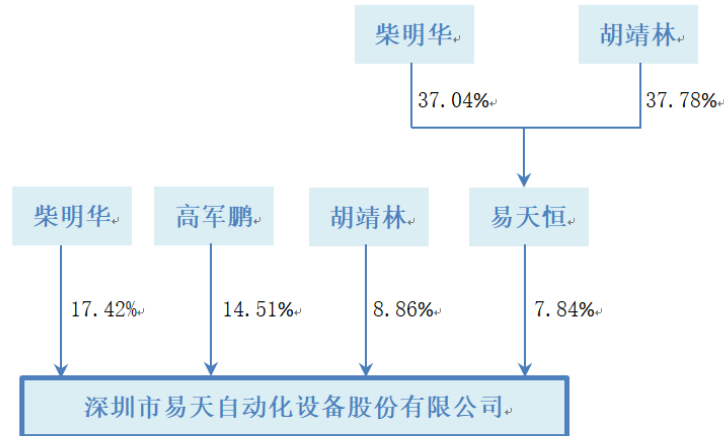 柴明华 胡靖林
37.04% 37.78%
柴明华 高军鹏 胡靖林 易天恒
17.42% 14.51% 8.86% 7.84%
深圳市易天自动化设备股份有限公司